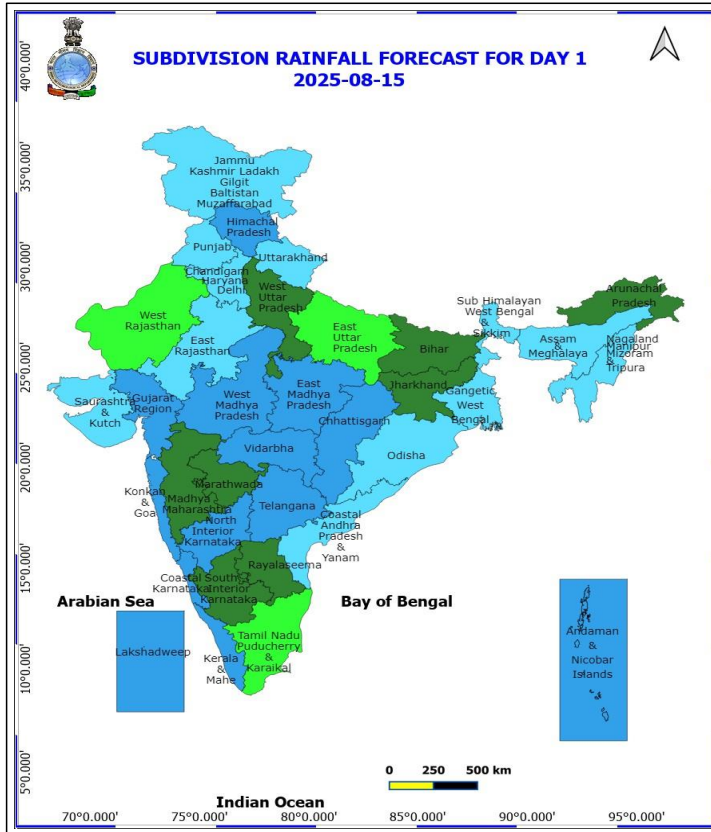 SUBDIVISION RAINFALL FORECAST FOR DAY 1
2025-08-15
40°0.000'
35°0.000'
30°0.000'
25°0.000'
20°0.000'
15°0.000'
10°0.000'
5°0.000'
Jammu
Kashmir Ladakh
Gilgit
Baltistan
Muzaffarabad
Himachal
Pradesh
Punjab
Uttarakhand
Chandigarh
Haryana
Delhi
West
Uttar
Pradesh
West
Rajasthan
East
Uttar
Pradesh
East
Rajasthan
Sub Himalayan
West Bengal
&
Sikkim
Arunachal
Pradesh
Assam
&
Meghalaya
Nagaland
Manipur
Mizoram
&
Tripura
Bihar
Jharkhand
Gangetic
West
Bengal
Saurashtra
&
Kutch
Gujarat
Region
West
Madhya
Pradesh
East
Madhya
Pradesh
Chhattisgarh
Odisha
Vidarbha
Marathwada
Madhya
Maharashtra
Konkan
&
Goa
Telangana
North
Interior
Karnataka
Coastal
Andhra
Pradesh
&
Yanam
Rayalaseema
Coastal
Karnataka
South
Interior
Karnataka
Arabian Sea
Bay of Bengal
Tamil Nadu
Puducherry
&
Karaikal
Kerala
&
Mahe
Lakshadweep
Andaman
&
Nicobar
Islands
0 250 500 km
Indian Ocean
70°0.000' 75°0.000' 80°0.000' 85°0.000' 90°0.000' 95°0.000'